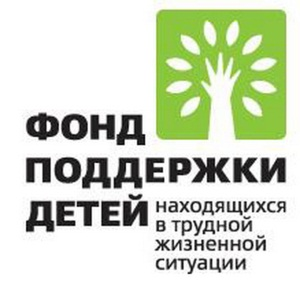 ФОНД
ПОДДЕРЖКИ
ДЕТЕЙ
находящихся
в трудной
жизненной
ситуации